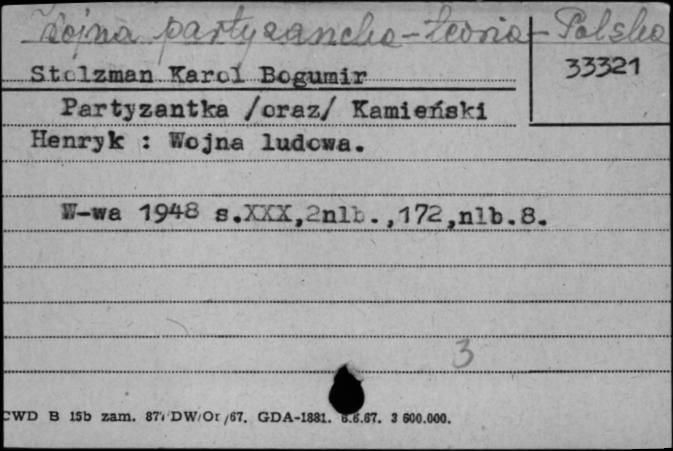 Wojna partyzancka - teoria - Polska
33321
Stolzman Karol Bogumir
Partyzantka /oraz/ Kamieński
Henryk : Wojna ludowa.
W-wa 1948 s.XXX,2nlb.,172,nlb.8.
3
CWD B 15b zam. DW/Or/67. GDA-1881. 6.6.67. 3 600.000.